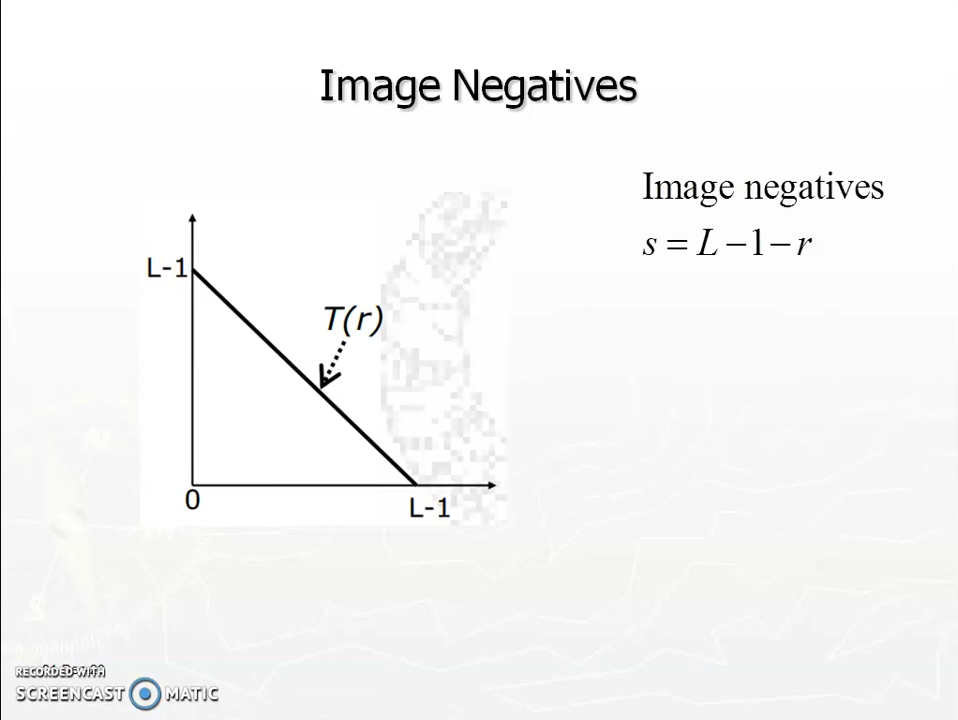 Image Negatives
Image negatives
s = L − 1 − r
L-1
T(r)
0
L-1
RECORDED WITH
SCREENCAST MATIC